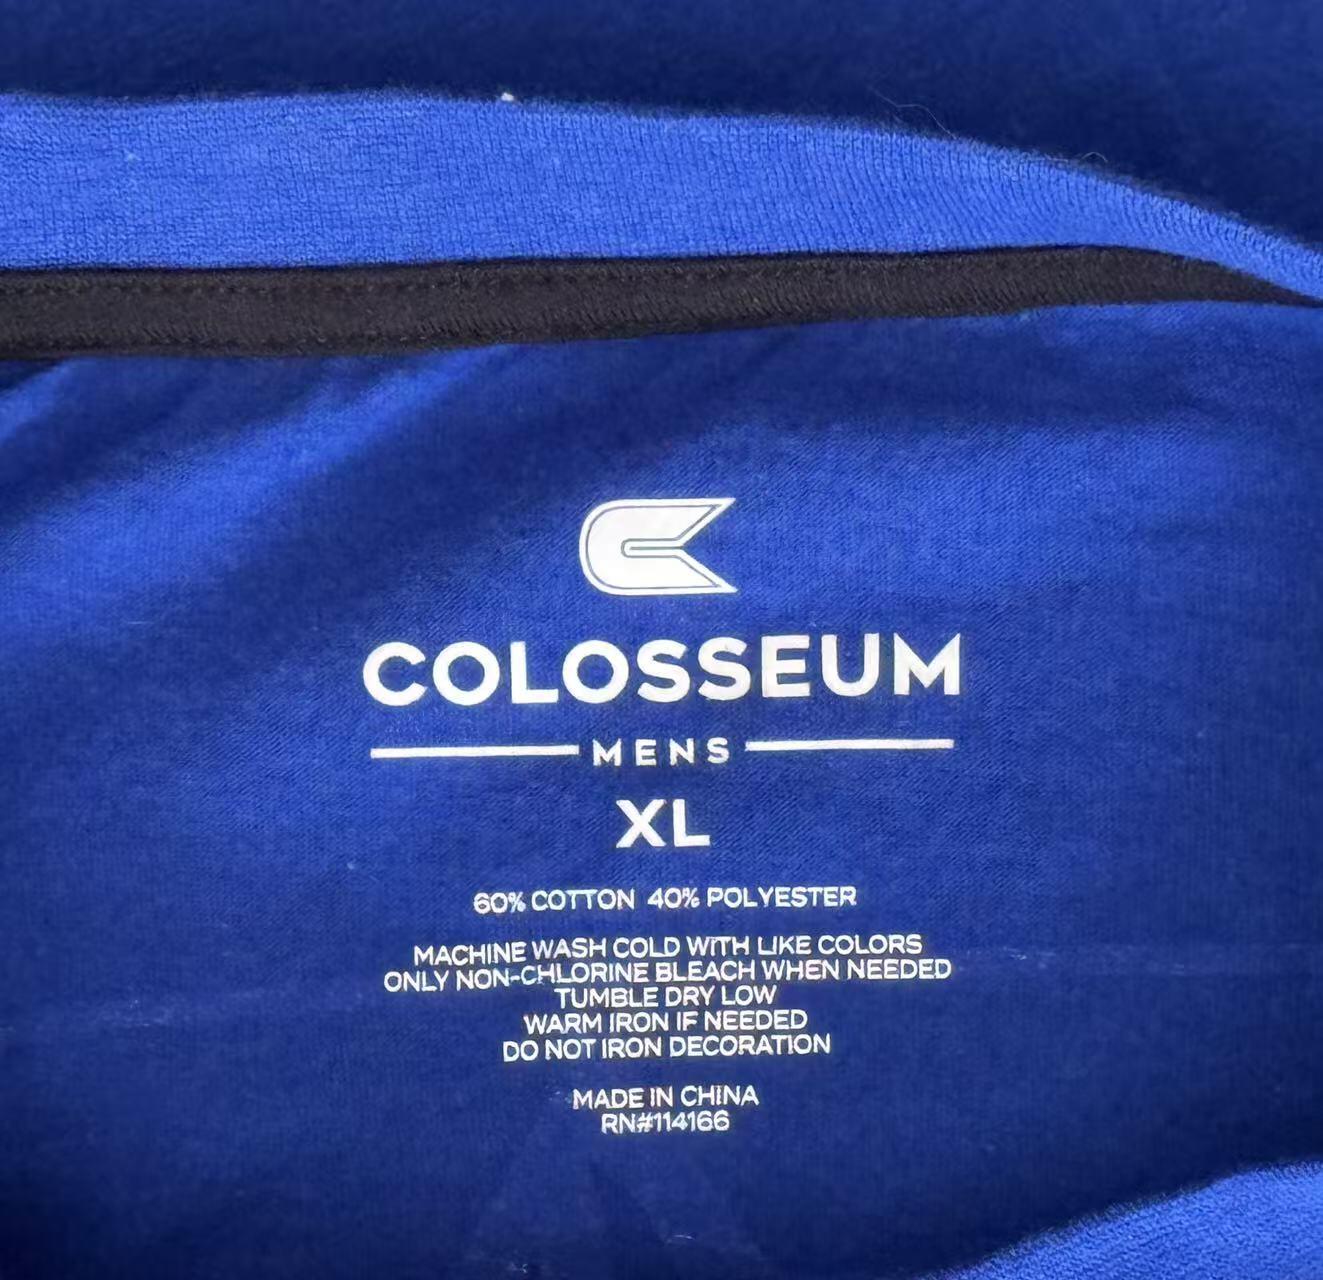 COLOSSEUM
MENS
XL
60% COTTON 40% POLYESTER
MACHINE WASH COLD WITH LIKE COLORS
ONLY NON-CHLORINE BLEACH WHEN NEEDED
TUMBLE DRY LOW
WARM IRON IF NEEDED
DO NOT IRON DECORATION
MADE IN CHINA
RN#114166